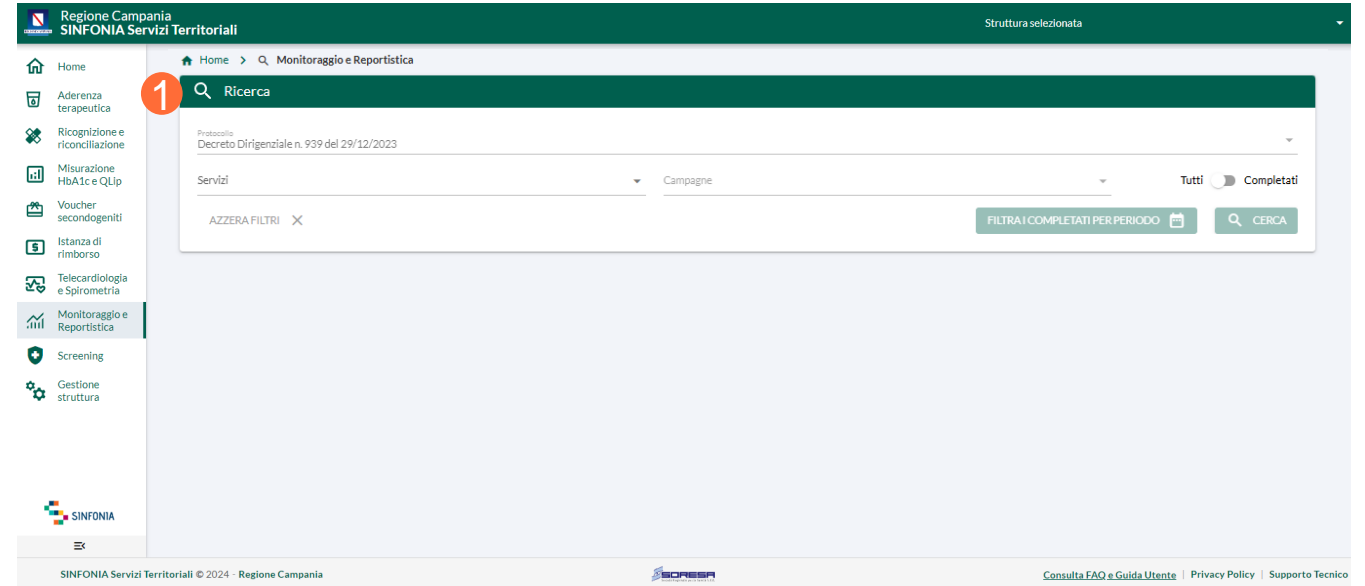 Regione Campania
SINFONIA Servizi Territoriali
Struttura selezionata
Home
Aderenza
terapeutica
Ricognizione e
riconciliazione
Misurazione
HbA1c e QLip
Voucher
secondogeniti
Istanza di
rimborso
Telecardiologia
e Spirometria
Monitoraggio e
Reportistica
Screening
Gestione
struttura
SINFONIA
Home > Monitoraggio e Reportistica
1 Ricerca
Protocollo
Decreto Dirigenziale n. 939 del 29/12/2023
Servizi Campagne Tutti Completati
AZZERA FILTRI FILTRA I COMPLETATI PER PERIODO CERCA
SINFONIA Servizi Territoriali © 2024 - Regione Campania SORESA Consulta FAQ e Guida Utente | Privacy Policy | Supporto Tecnico